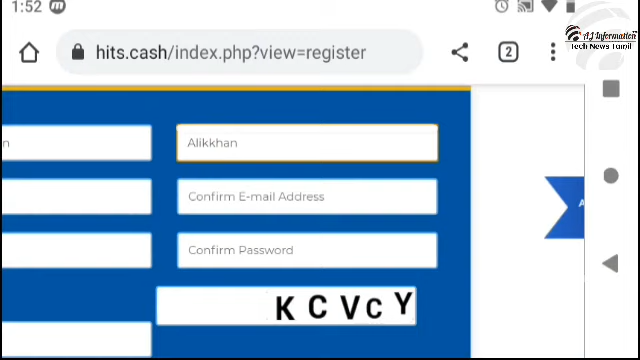 1:52
AJ Information
Tech News Tamil
hits.cash/index.php?view=register
2
n
Alikkhan
Confirm E-mail Address
Confirm Password
A
K C V C Y